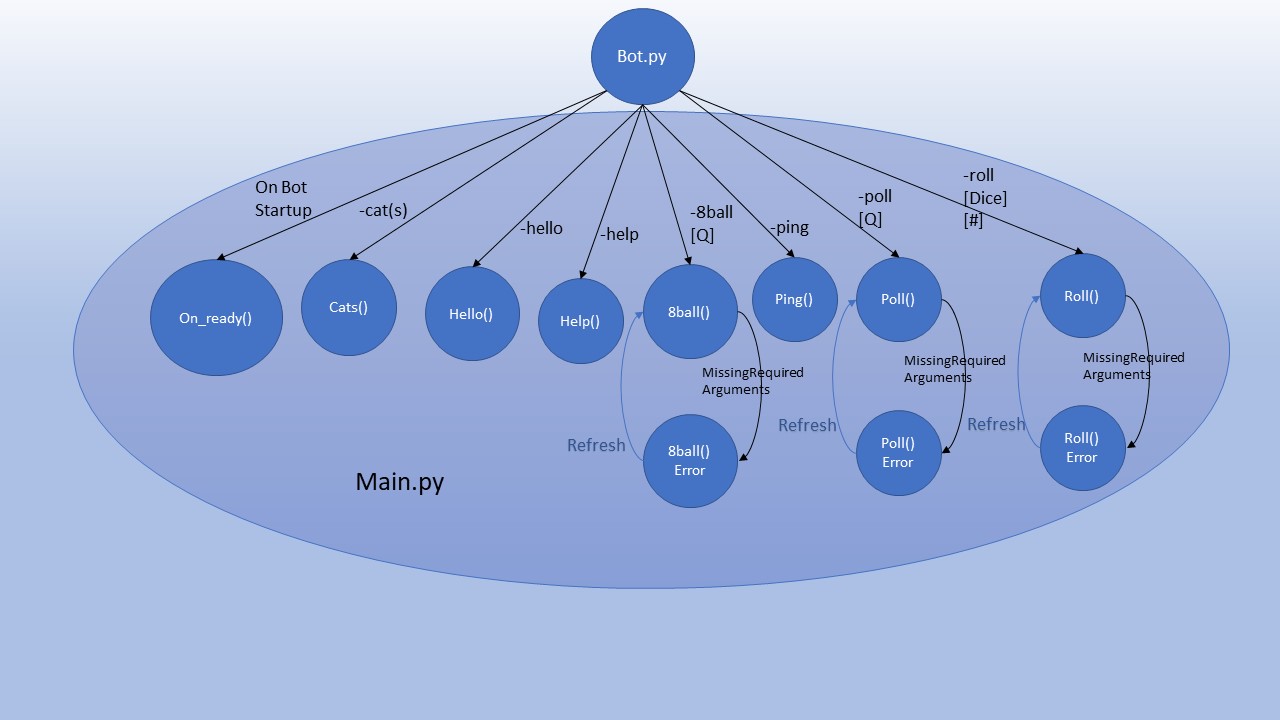 Bot.py
On Bot
Startup
-cat(s)
-hello
-help
-8ball
[Q]
-ping
-poll
[Q]
-roll
[Dice]
[#]
On_ready()
Cats()
Hello()
Help()
8ball()
Ping()
Poll()
Roll()
MissingRequired
Arguments
MissingRequired
Arguments
MissingRequired
Arguments
Refresh
Refresh
Refresh
8ball()
Error
Poll()
Error
Roll()
Error
Main.py